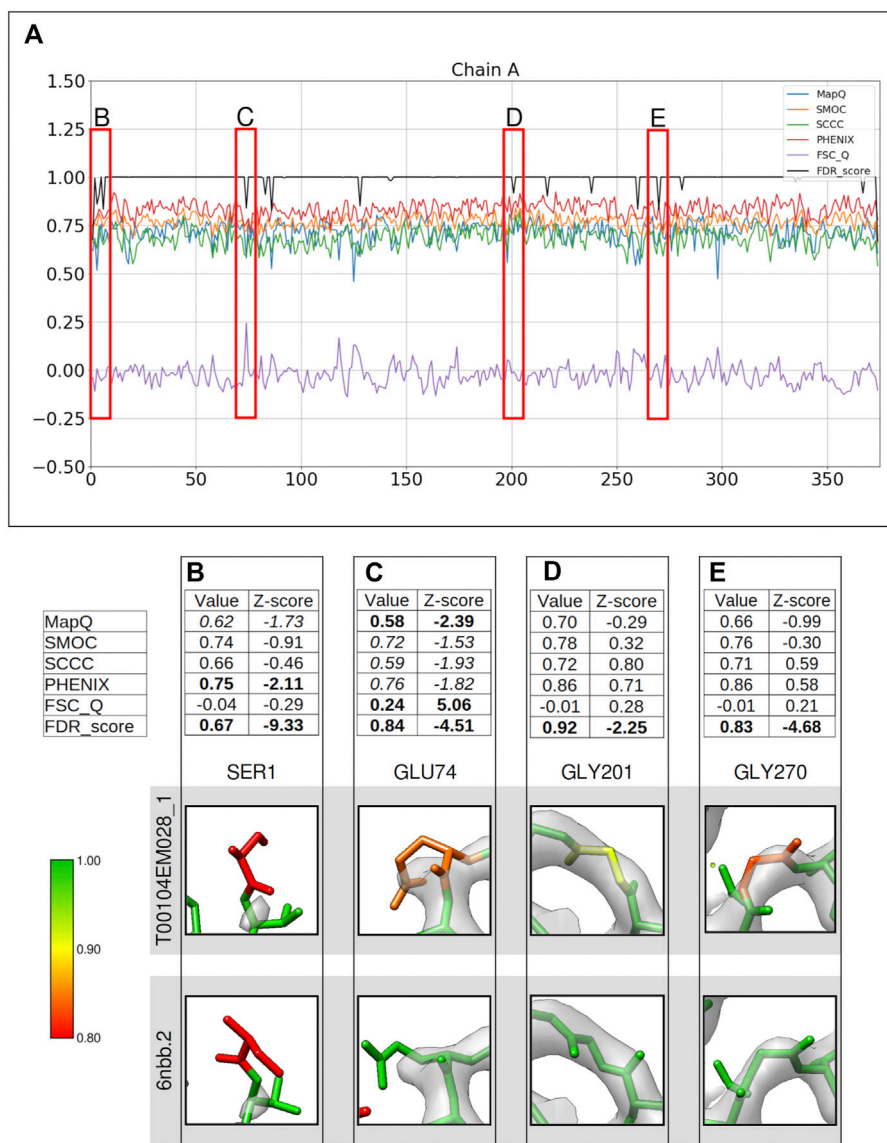 A
Chain A
1.50
1.25
1.00
0.75
0.50
0.25
0.00
−0.25
−0.50
0 50 100 150 200 250 300 350
B C D E
MapQ
SMOC
SCCC
PHENIX
FSC_Q
FDR_score
B C D E
Value Z-score Value Z-score Value Z-score Value Z-score
MapQ 0.62 -1.73 0.58 -2.39 0.70 -0.29 0.66 -0.99
SMOC 0.74 -0.91 0.72 -1.53 0.78 0.32 0.76 -0.30
SCCC 0.66 -0.46 0.59 -1.93 0.72 0.80 0.71 0.59
PHENIX 0.75 -2.11 0.76 -1.82 0.86 0.71 0.86 0.58
FSC_Q -0.04 -0.29 0.24 5.06 -0.01 0.28 -0.01 0.21
FDR_score 0.67 -9.33 0.84 -4.51 0.92 -2.25 0.83 -4.68
SER1 GLU74 GLY201 GLY270
T00104EM028_1
1.00
0.90
0.80
6nbb.2